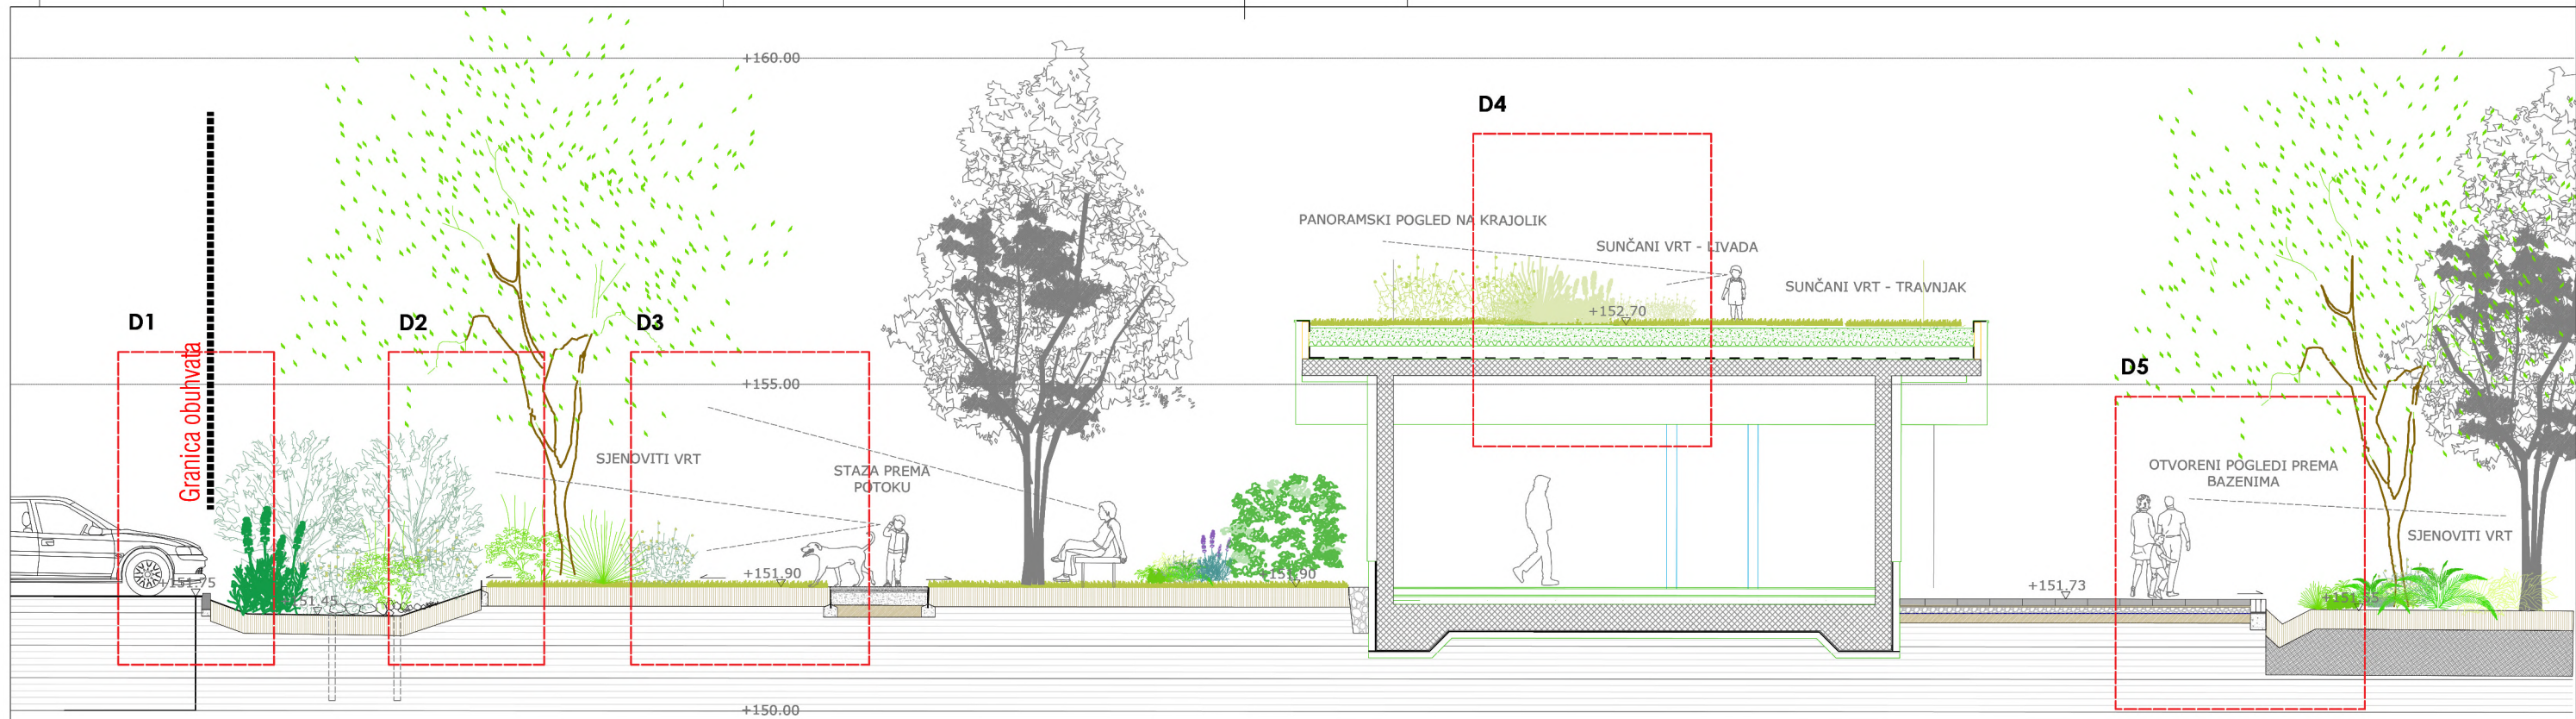 +160.00
D4
PANORAMSKI POGLED NA KRAJOLIK
SUNČANI VRT - LIVADA
SUNČANI VRT - TRAVNJAK
+152.70
D1
D2
D3
Granica obuhvata
+155.00
D5
SJENOVITI VRT
STAZA PREMA
POTOKU
OTVORENI POGLEDI PREMA
BAZENIMA
SJENOVITI VRT
+151.75
+151.90
+151.73
+150.00